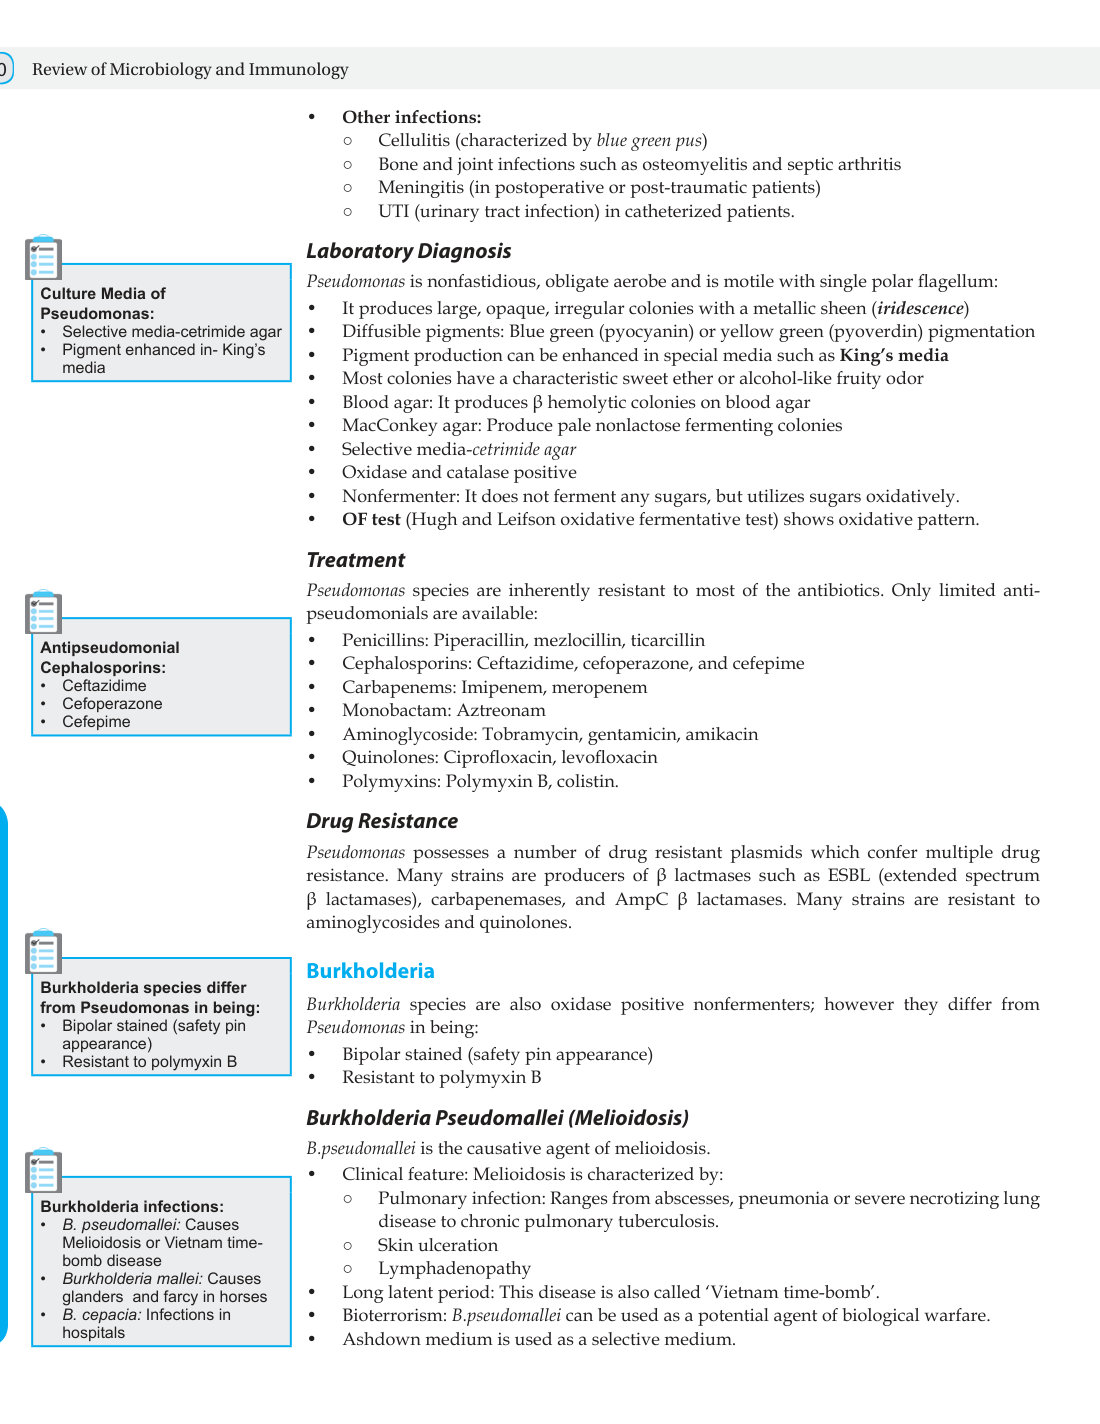 0 Review of Microbiology and Immunology
• Other infections:
○ Cellulitis (characterized by blue green pus)
○ Bone and joint infections such as osteomyelitis and septic arthritis
○ Meningitis (in postoperative or post-traumatic patients)
○ UTI (urinary tract infection) in catheterized patients.
Laboratory Diagnosis
Pseudomonas is nonfastidious, obligate aerobe and is motile with single polar flagellum:
• It produces large, opaque, irregular colonies with a metallic sheen (iridescence)
• Diffusible pigments: Blue green (pyocyanin) or yellow green (pyoverdin) pigmentation
• Pigment production can be enhanced in special media such as King's media
• Most colonies have a characteristic sweet ether or alcohol-like fruity odor
• Blood agar: It produces β hemolytic colonies on blood agar
• MacConkey agar: Produce pale nonlactose fermenting colonies
• Selective media-cetrimide agar
• Oxidase and catalase positive
• Nonfermenter: It does not ferment any sugars, but utilizes sugars oxidatively.
• OF test (Hugh and Leifson oxidative fermentative test) shows oxidative pattern.
Culture Media of
Pseudomonas:
• Selective media-cetrimide agar
• Pigment enhanced in- King's
media
Treatment
Pseudomonas species are inherently resistant to most of the antibiotics. Only limited anti-
pseudomonials are available:
• Penicillins: Piperacillin, mezlocillin, ticarcillin
• Cephalosporins: Ceftazidime, cefoperazone, and cefepime
• Carbapenems: Imipenem, meropenem
• Monobactam: Aztreonam
• Aminoglycoside: Tobramycin, gentamicin, amikacin
• Quinolones: Ciprofloxacin, levofloxacin
• Polymyxins: Polymyxin B, colistin.
Antipseudomonial
Cephalosporins:
• Ceftazidime
• Cefoperazone
• Cefepime
Drug Resistance
Pseudomonas possesses a number of drug resistant plasmids which confer multiple drug
resistance. Many strains are producers of β lactmases such as ESBL (extended spectrum
β lactamases), carbapenemases, and AmpC β lactamases. Many strains are resistant to
aminoglycosides and quinolones.
Burkholderia
Burkholderia species are also oxidase positive nonfermenters; however they differ from
Pseudomonas in being:
• Bipolar stained (safety pin appearance)
• Resistant to polymyxin B
Burkholderia species differ
from Pseudomonas in being:
• Bipolar stained (safety pin
appearance)
• Resistant to polymyxin B
Burkholderia Pseudomallei (Melioidosis)
B.pseudomallei is the causative agent of melioidosis.
• Clinical feature: Melioidosis is characterized by:
○ Pulmonary infection: Ranges from abscesses, pneumonia or severe necrotizing lung
disease to chronic pulmonary tuberculosis.
○ Skin ulceration
○ Lymphadenopathy
• Long latent period: This disease is also called ‘Vietnam time-bomb’.
• Bioterrorism: B.pseudomallei can be used as a potential agent of biological warfare.
• Ashdown medium is used as a selective medium.
Burkholderia infections:
• B. pseudomallei: Causes
Melioidosis or Vietnam time-
bomb disease
• Burkholderia mallei: Causes
glanders and farcy in horses
• B. cepacia: Infections in
hospitals